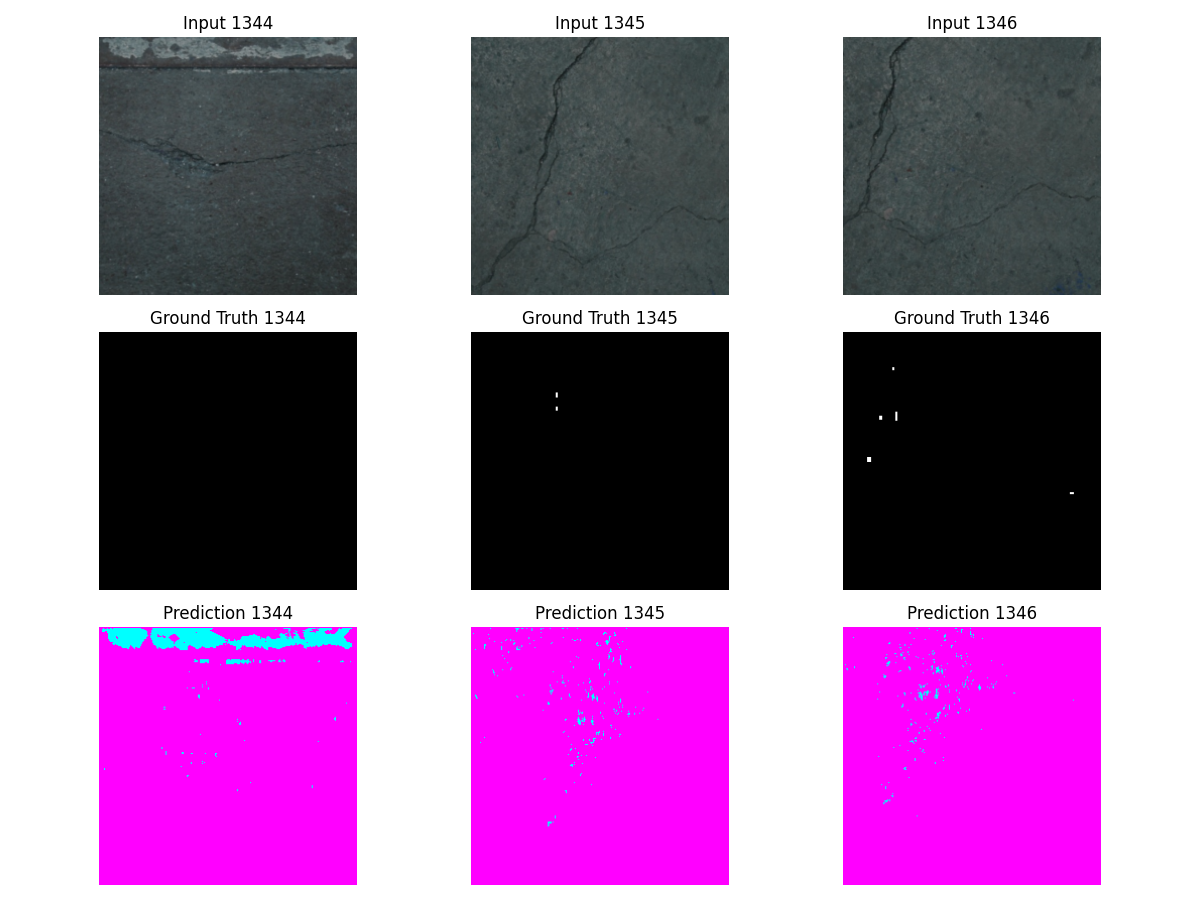 Input 1344
Input 1345
Input 1346
Ground Truth 1344
Ground Truth 1345
Ground Truth 1346
Prediction 1344
Prediction 1345
Prediction 1346